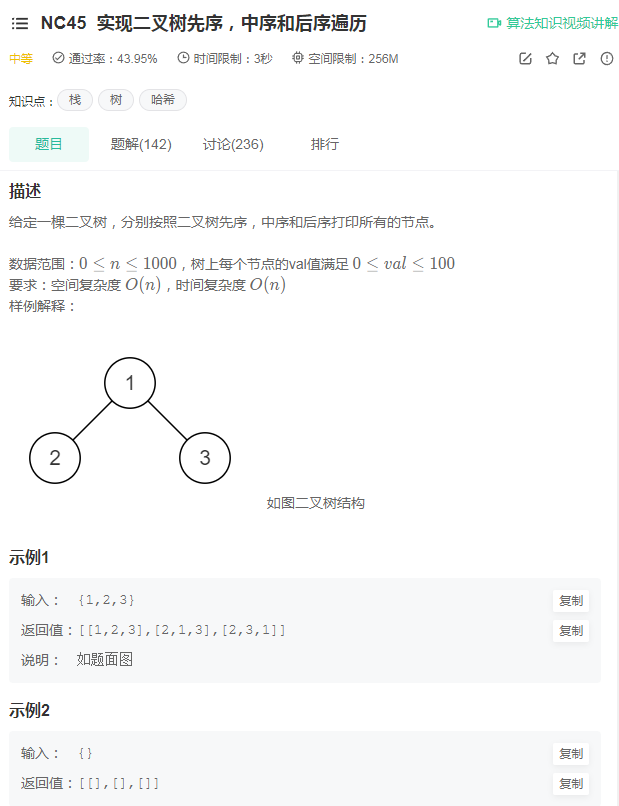 NC45 实现二叉树先序，中序和后序遍历
算法知识视频讲解
中等 通过率：43.95% 时间限制：3秒 空间限制：256M
知识点： 栈 树 哈希
题目 题解(142) 讨论(236) 排行
描述
给定一棵二叉树，分别按照二叉树先序，中序和后序打印所有的节点。
数据范围：0 ≤ n ≤ 1000，树上每个节点的val值满足 0 ≤ val ≤ 100
要求：空间复杂度 O(n)，时间复杂度 O(n)
样例解释：
1
2 3
如图二叉树结构
示例1
输入： {1,2,3} 复制
返回值：[[1,2,3],[2,1,3],[2,3,1]] 复制
说明： 如题面图
示例2
输入： {} 复制
返回值：[[],[],[]] 复制